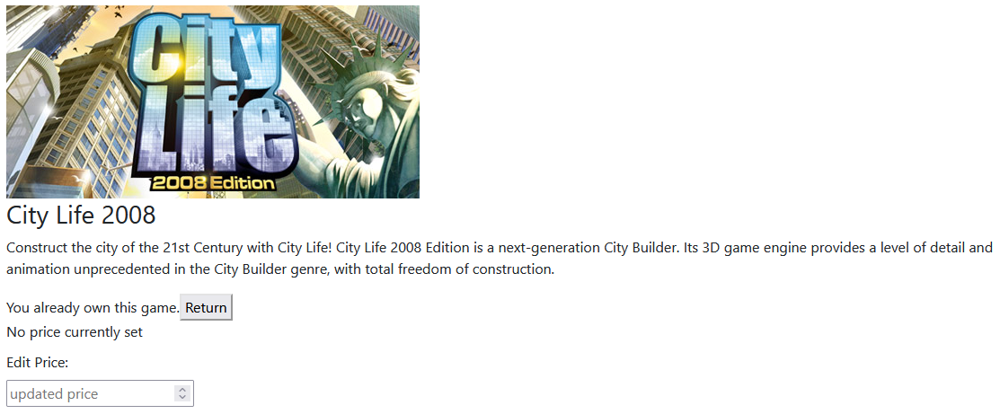 City
Life
2008 Edition
City Life 2008
Construct the city of the 21st Century with City Life! City Life 2008 Edition is a next-generation City Builder. Its 3D game engine provides a level of detail and
animation unprecedented in the City Builder genre, with total freedom of construction.
You already own this game. Return
No price currently set
Edit Price:
updated price